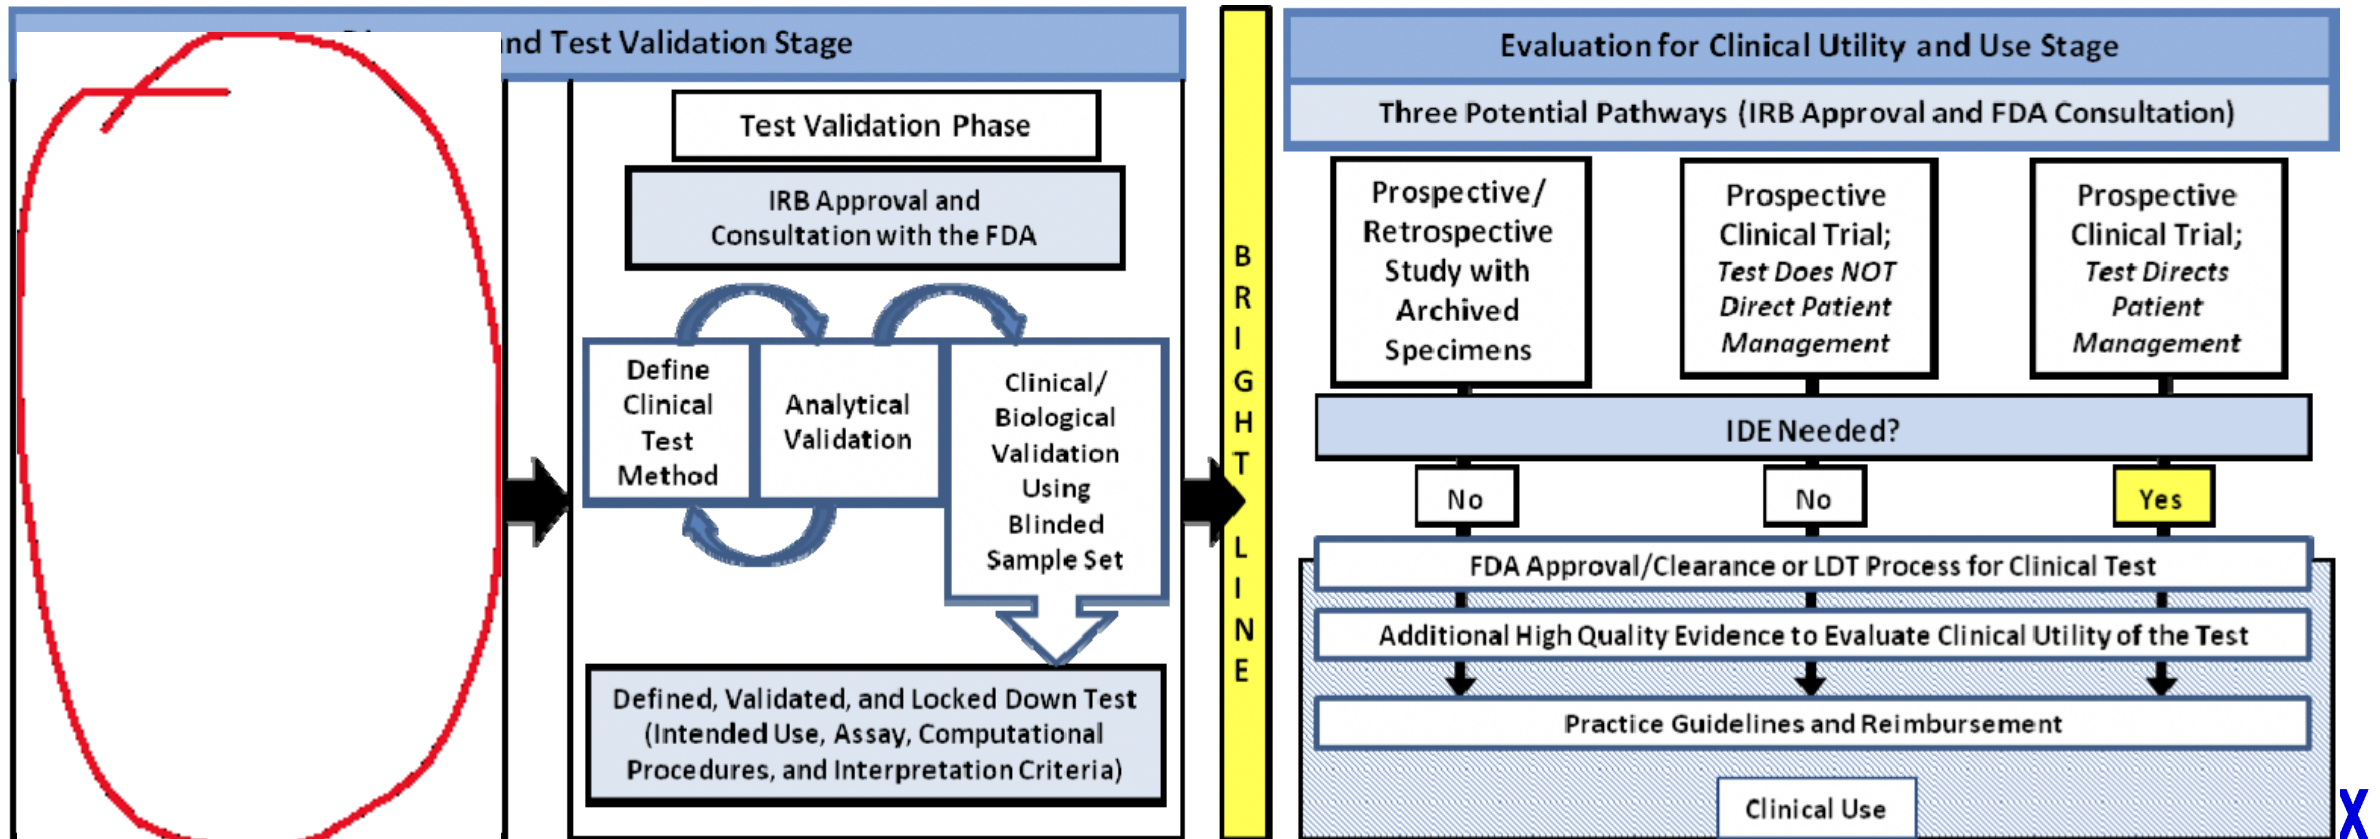 nd Test Validation Stage
Test Validation Phase
IRB Approval and
Consultation with the FDA
Define
Clinical
Test
Method
Analytical
Validation
Clinical/
Biological
Validation
Using
Blinded
Sample Set
Defined, Validated, and Locked Down Test
(Intended Use, Assay, Computational
Procedures, and Interpretation Criteria)
BRIGHT LINE
Evaluation for Clinical Utility and Use Stage
Three Potential Pathways (IRB Approval and FDA Consultation)
Prospective/
Retrospective
Study with
Archived
Specimens
Prospective
Clinical Trial;
Test Does NOT
Direct Patient
Management
Prospective
Clinical Trial;
Test Directs
Patient
Management
IDE Needed?
No
No
Yes
FDA Approval/Clearance or LDT Process for Clinical Test
Additional High Quality Evidence to Evaluate Clinical Utility of the Test
Practice Guidelines and Reimbursement
Clinical Use
X